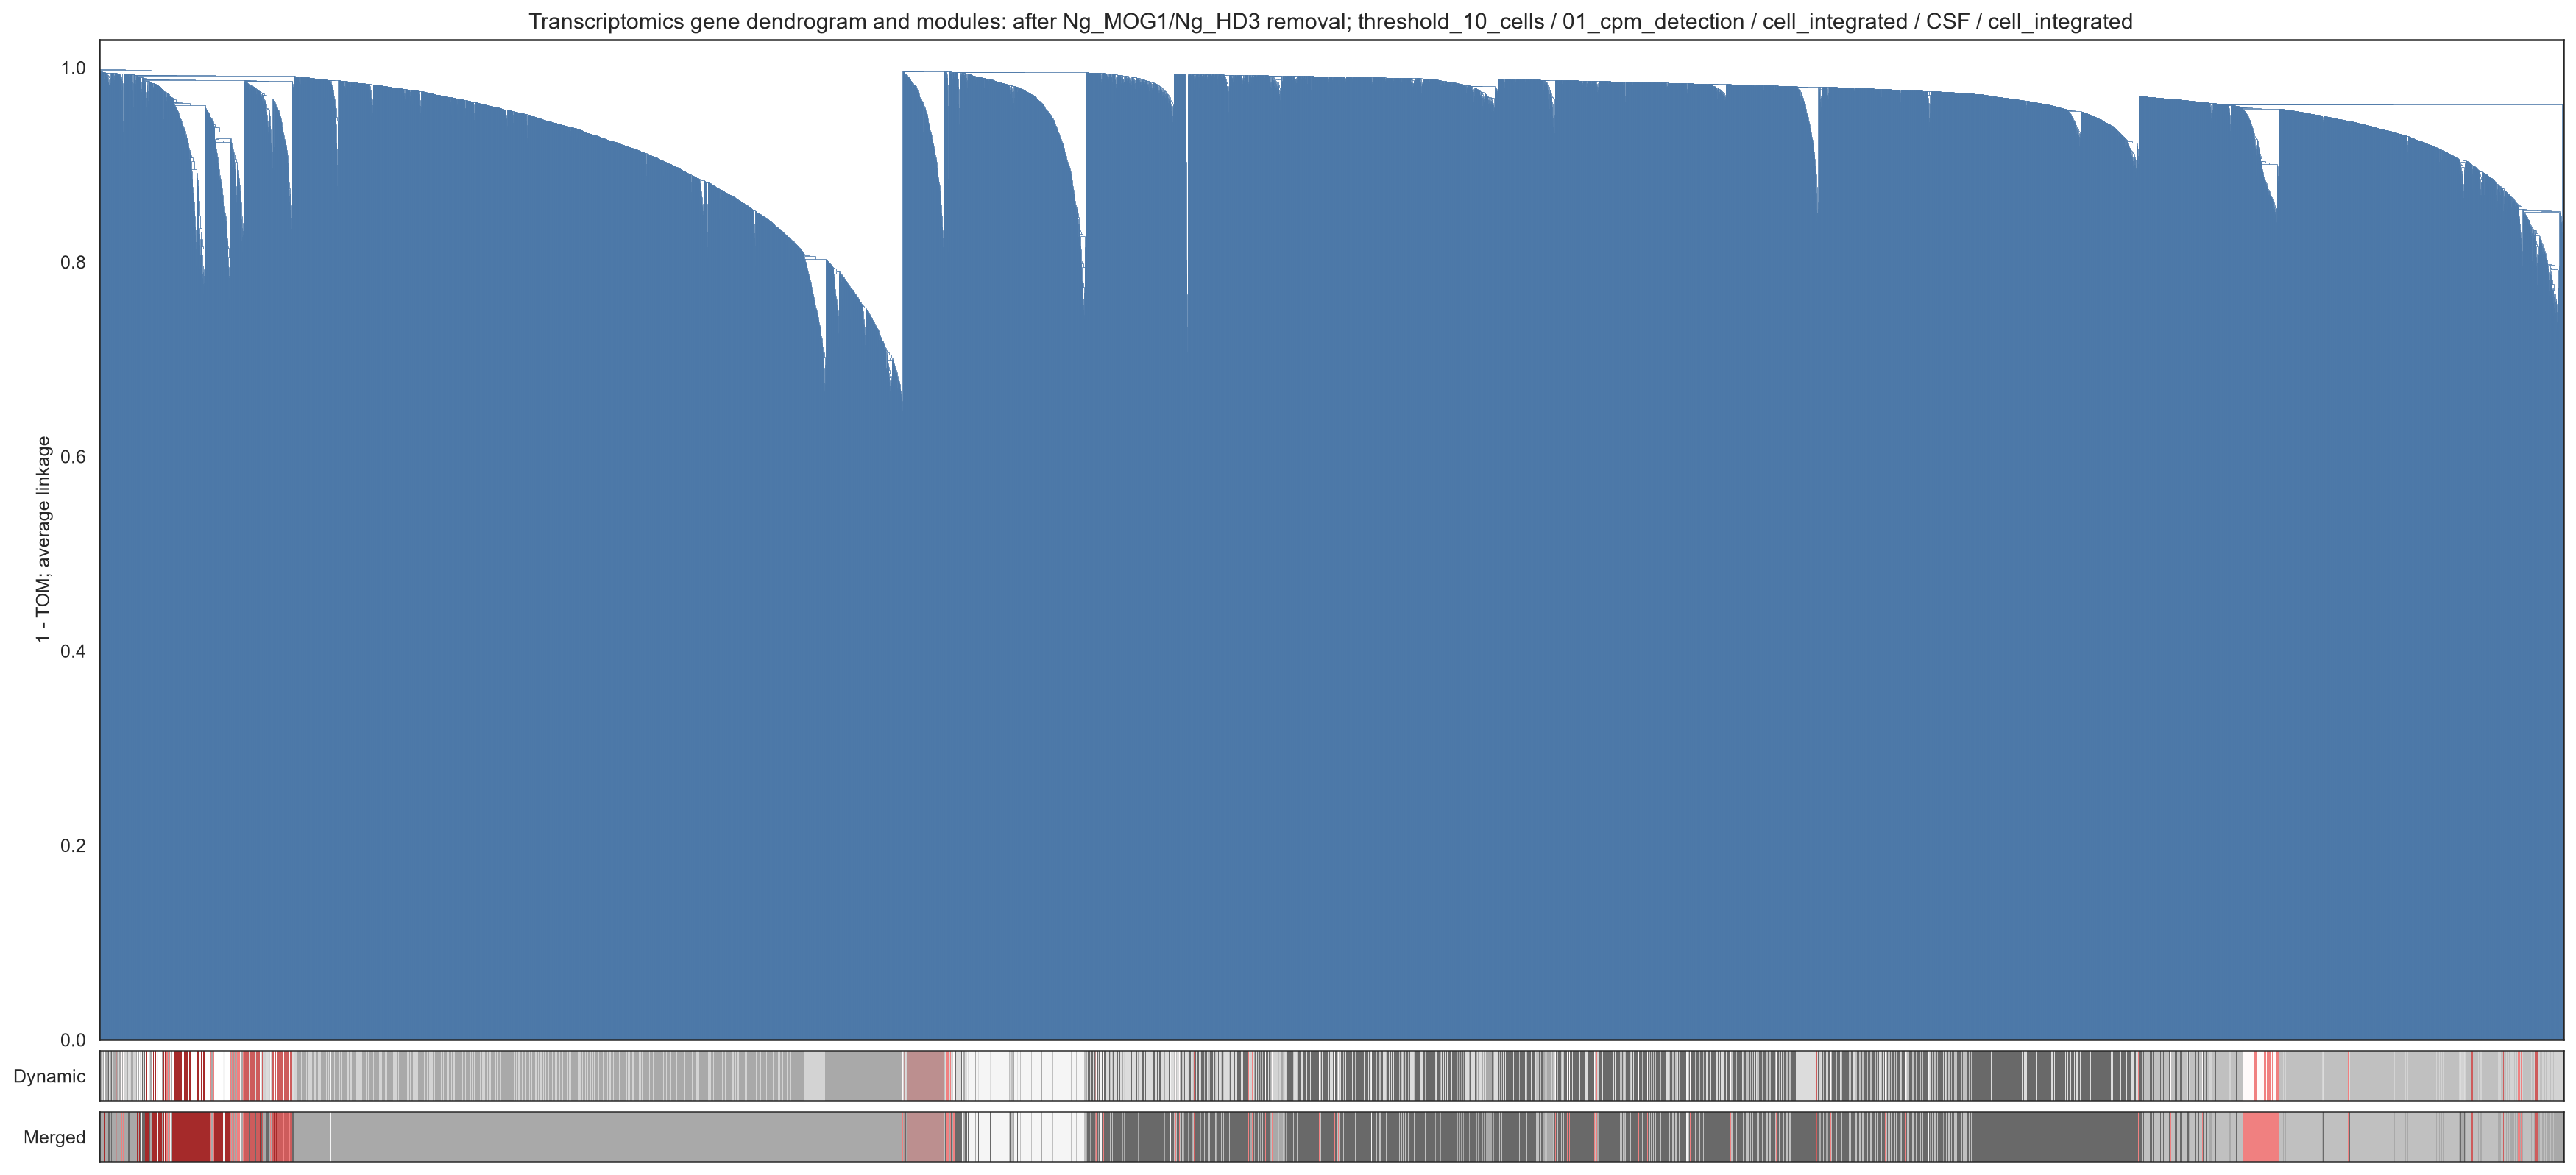 Transcriptomics gene dendrogram and modules: after Ng_MOG1/Ng_HD3 removal; threshold_10_cells / 01_cpm_detection / cell_integrated / CSF / cell_integrated
1.0
0.8
0.6
0.4
0.2
0.0
1 - TOM; average linkage
Dynamic
Merged